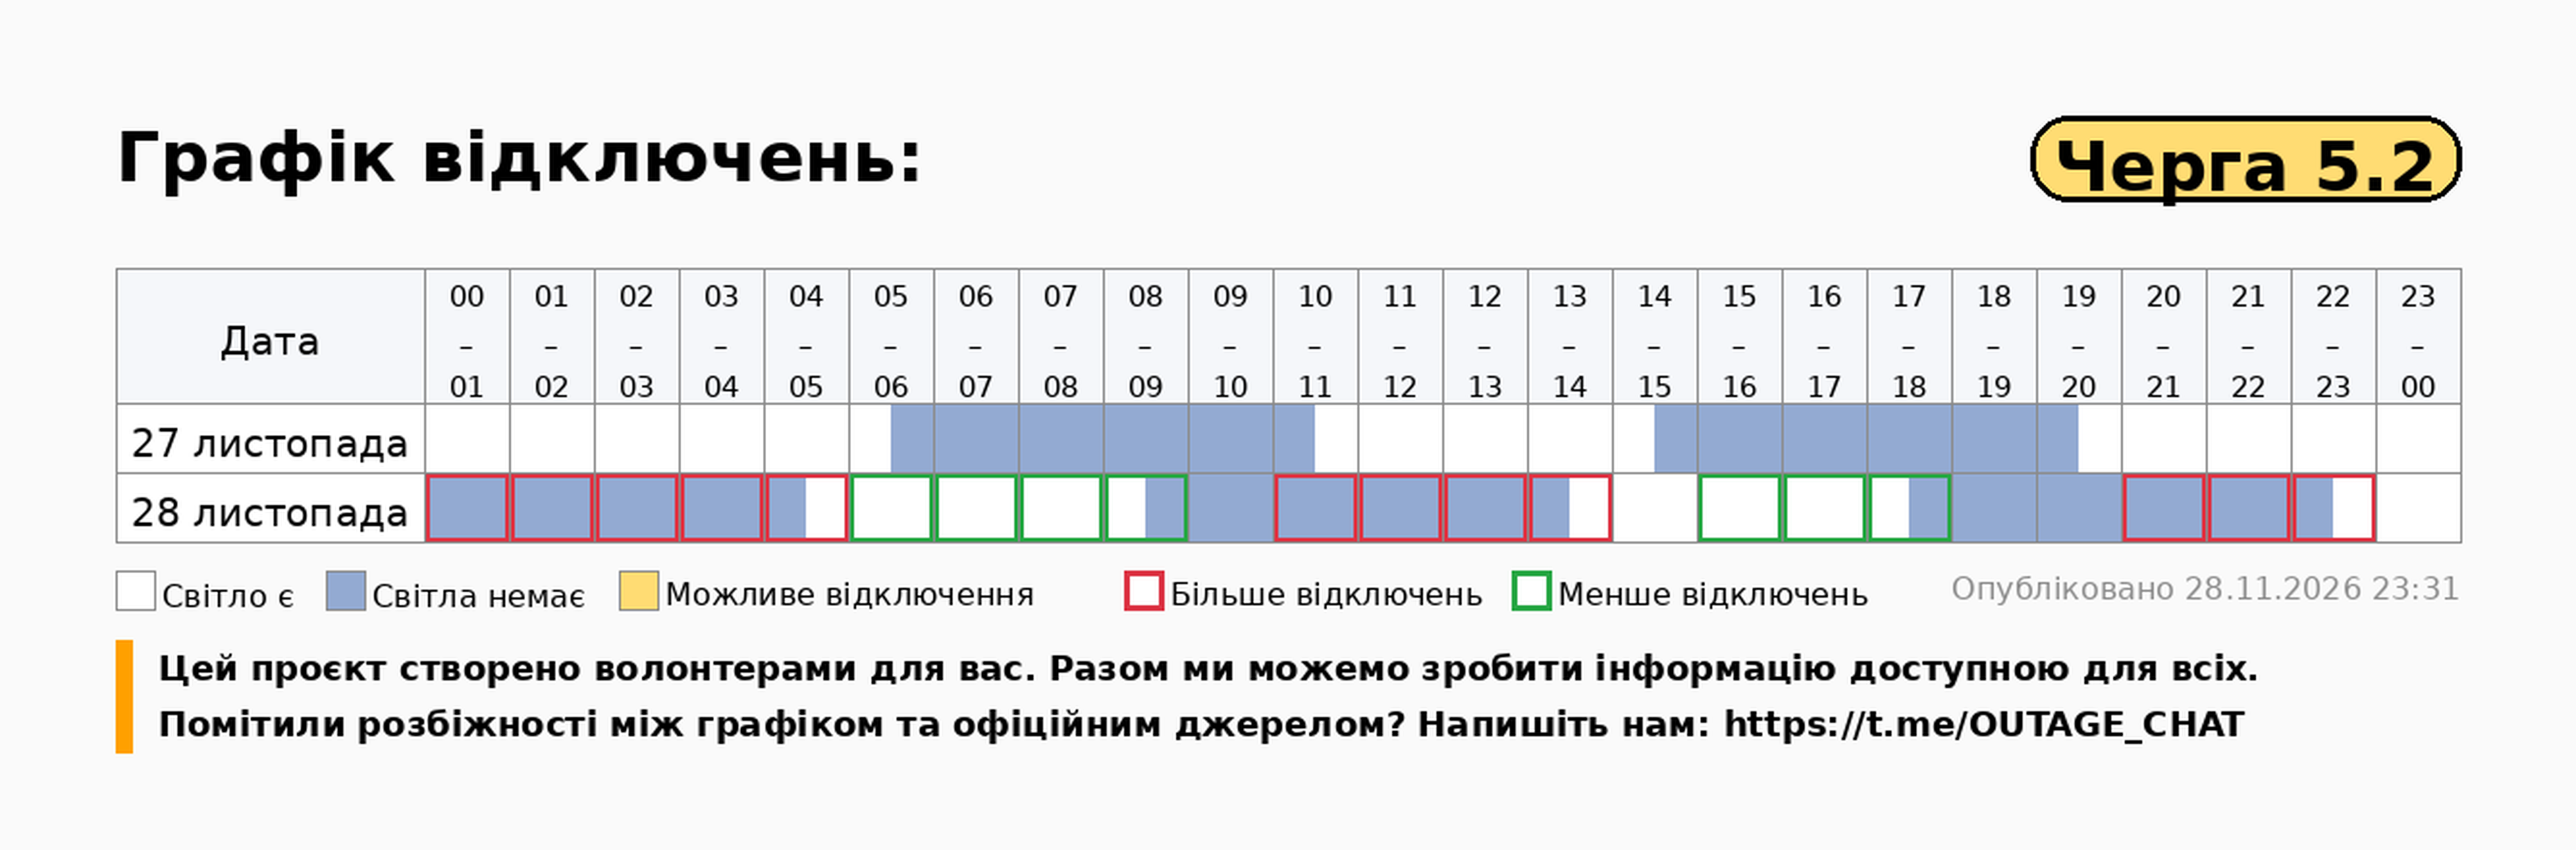 Графік відключень:
Черга 5.2
Дата
00 – 01
01 – 02
02 – 03
03 – 04
04 – 05
05 – 06
06 – 07
07 – 08
08 – 09
09 – 10
10 – 11
11 – 12
12 – 13
13 – 14
14 – 15
15 – 16
16 – 17
17 – 18
18 – 19
19 – 20
20 – 21
21 – 22
22 – 23
23 – 00
27 листопада
28 листопада
Світло є
Світла немає
Можливе відключення
Більше відключень
Менше відключень
Опубліковано 28.11.2026 23:31
Цей проєкт створено волонтерами для вас. Разом ми можемо зробити інформацію доступною для всіх.
Помітили розбіжності між графіком та офіційним джерелом? Напишіть нам: https://t.me/OUTAGE_CHAT